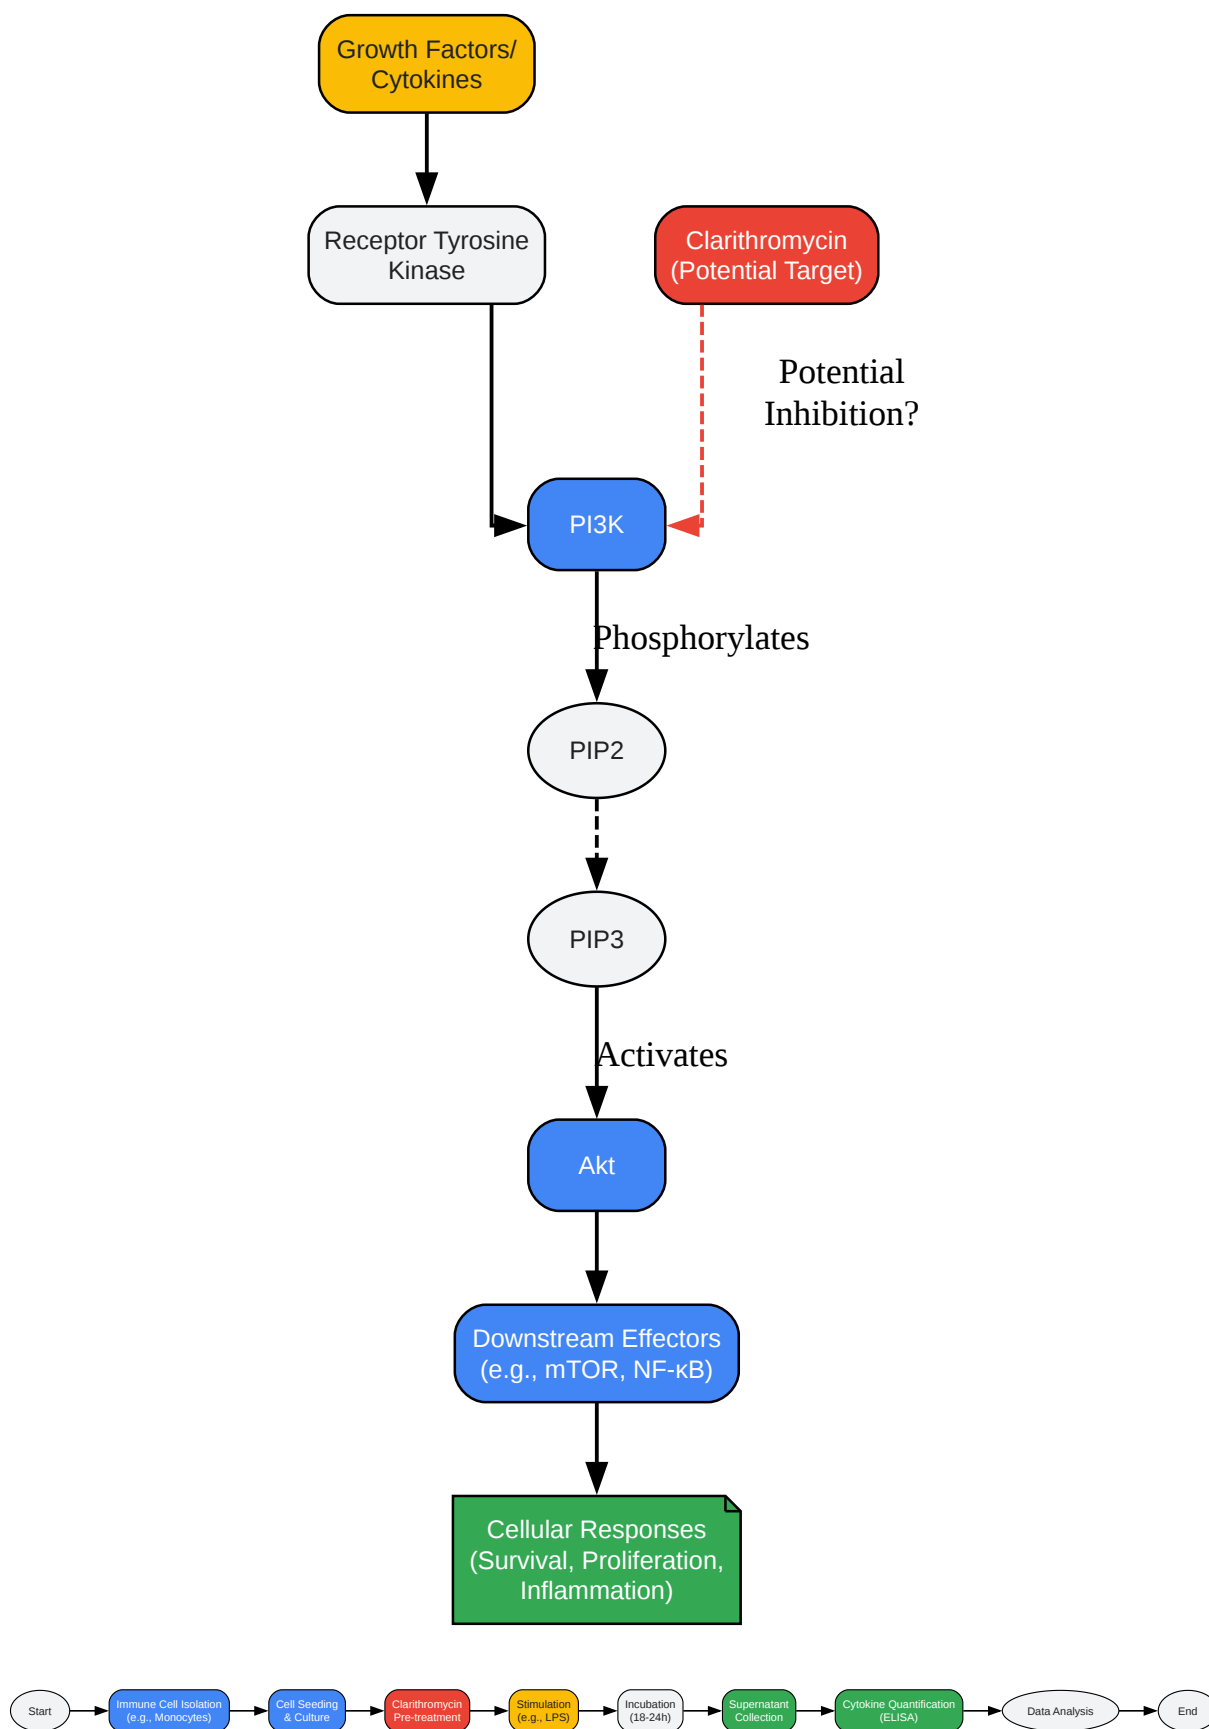 Growth Factors/
Cytokines
Receptor Tyrosine
Kinase
Clarithromycin
(Potential Target)
Potential
Inhibition?
PI3K
Phosphorylates
PIP2
PIP3
Activates
Akt
Downstream Effectors
(e.g., mTOR, NF-κB)
Cellular Responses
(Survival, Proliferation,
Inflammation)
Start
Immune Cell Isolation
(e.g., Monocytes)
Cell Seeding
& Culture
Clarithromycin
Pre-treatment
Stimulation
(e.g., LPS)
Incubation
(18-24h)
Supernatant
Collection
Cytokine Quantification
(ELISA)
Data Analysis
End